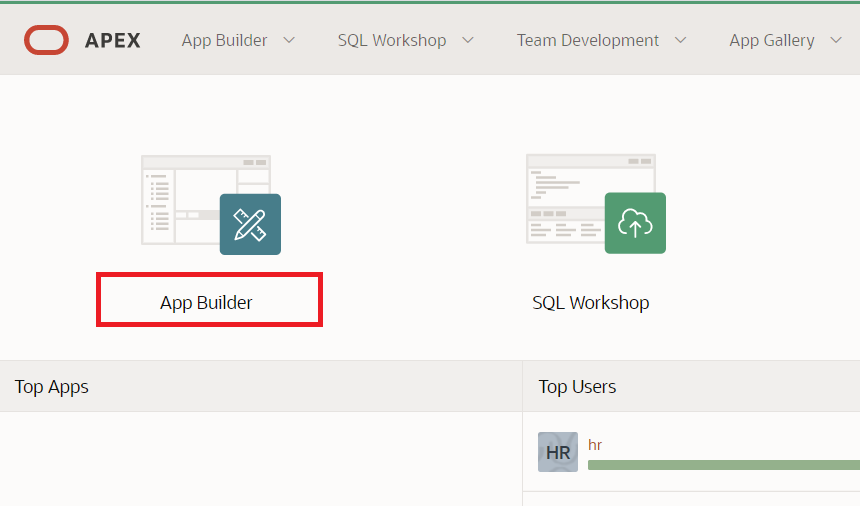 APEX App Builder SQL Workshop Team Development App Gallery
App Builder SQL Workshop
Top Apps Top Users
HR hr